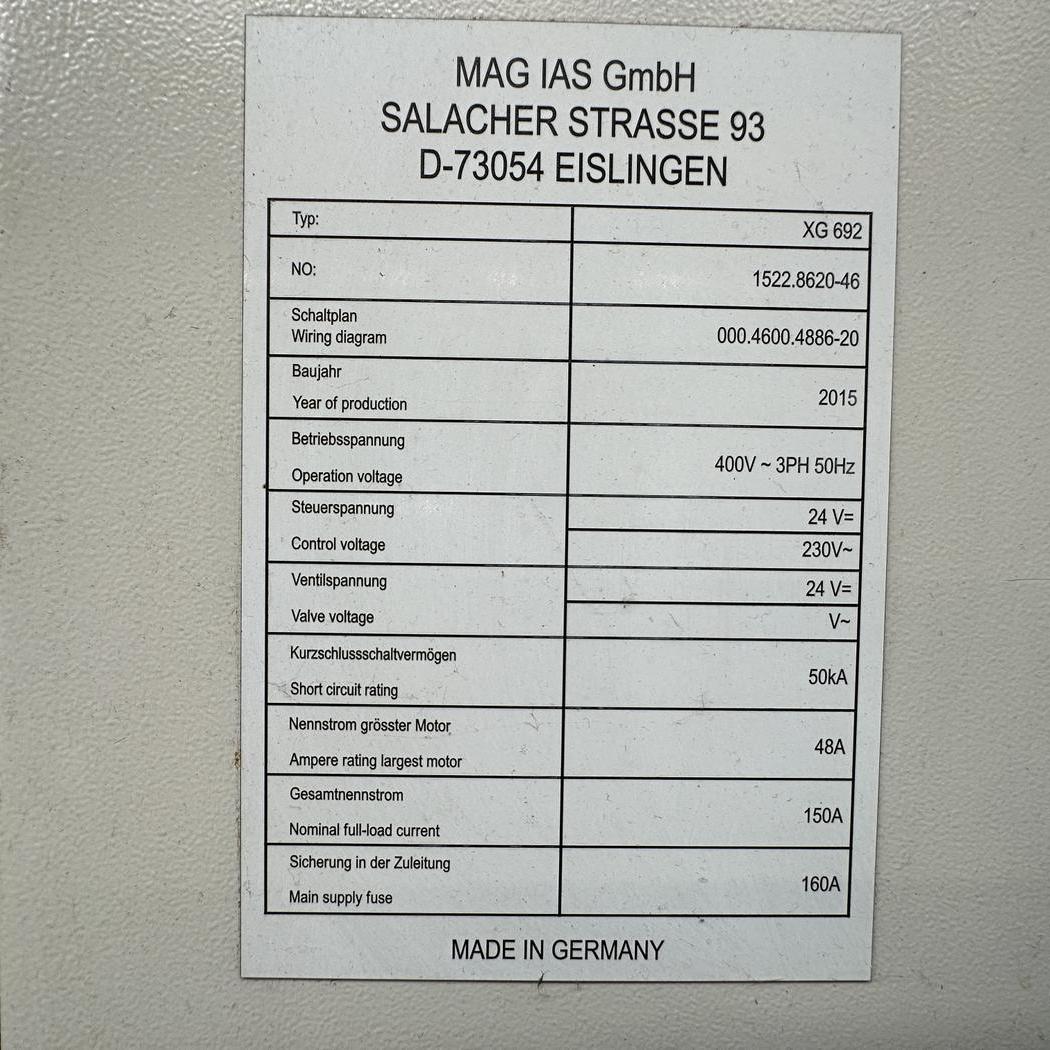 MAG IAS GmbH
SALACHER STRASSE 93
D-73054 EISLINGEN
Typ: XG 692
NO: 1522.8620-46
Schaltplan
Wiring diagram 000.4600.4886-20
Baujahr
Year of production 2015
Betriebsspannung
Operation voltage 400V ~ 3PH 50Hz
Steuerspannung 24 V=
Control voltage 230V~
Ventilspannung 24 V=
Valve voltage V~
Kurzschlussschaltvermögen
Short circuit rating 50kA
Nennstrom grösster Motor
Ampere rating largest motor 48A
Gesamtnennstrom
Nominal full-load current 150A
Sicherung in der Zuleitung
Main supply fuse 160A
MADE IN GERMANY